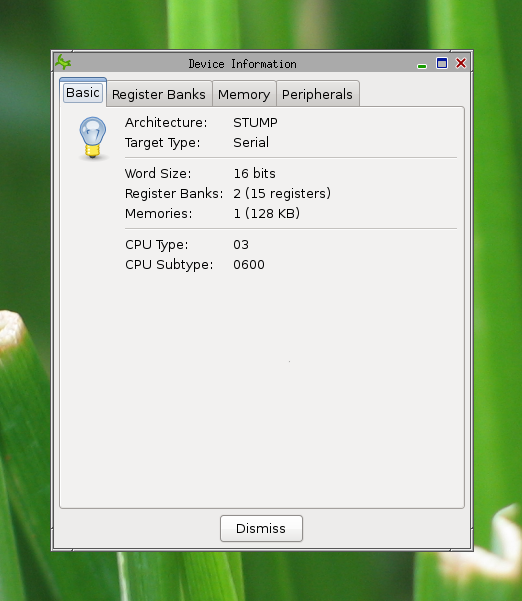 Device Information
Basic Register Banks Memory Peripherals
Architecture: STUMP
Target Type: Serial
Word Size: 16 bits
Register Banks: 2 (15 registers)
Memories: 1 (128 KB)
CPU Type: 03
CPU Subtype: 0600
Dismiss